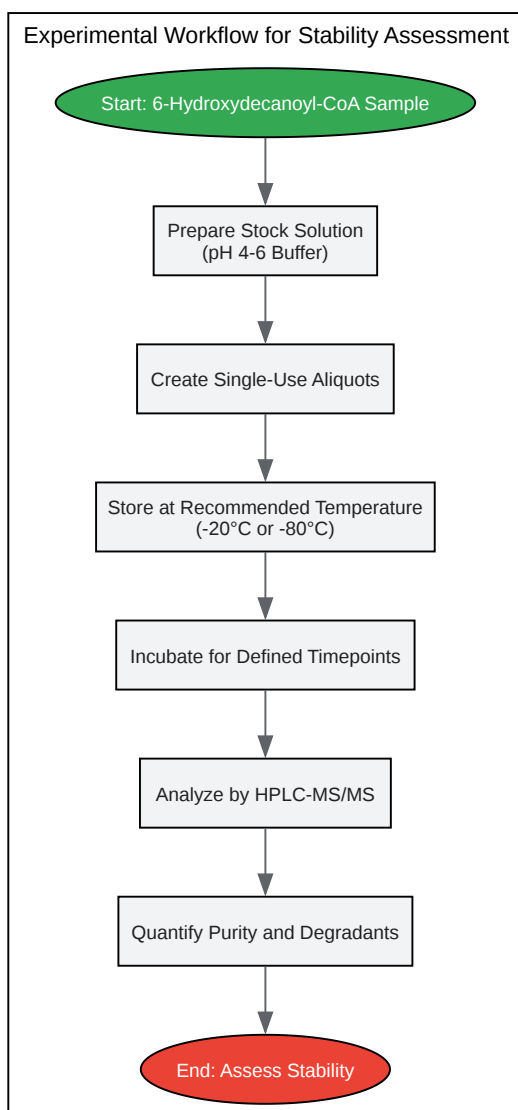 Experimental Workflow for Stability Assessment
Start: 6-Hydroxydecanoyl-CoA Sample
Prepare Stock Solution
(pH 4-6 Buffer)
Create Single-Use Aliquots
Store at Recommended Temperature
(-20°C or -80°C)
Incubate for Defined Timepoints
Analyze by HPLC-MS/MS
Quantify Purity and Degradants
End: Assess Stability